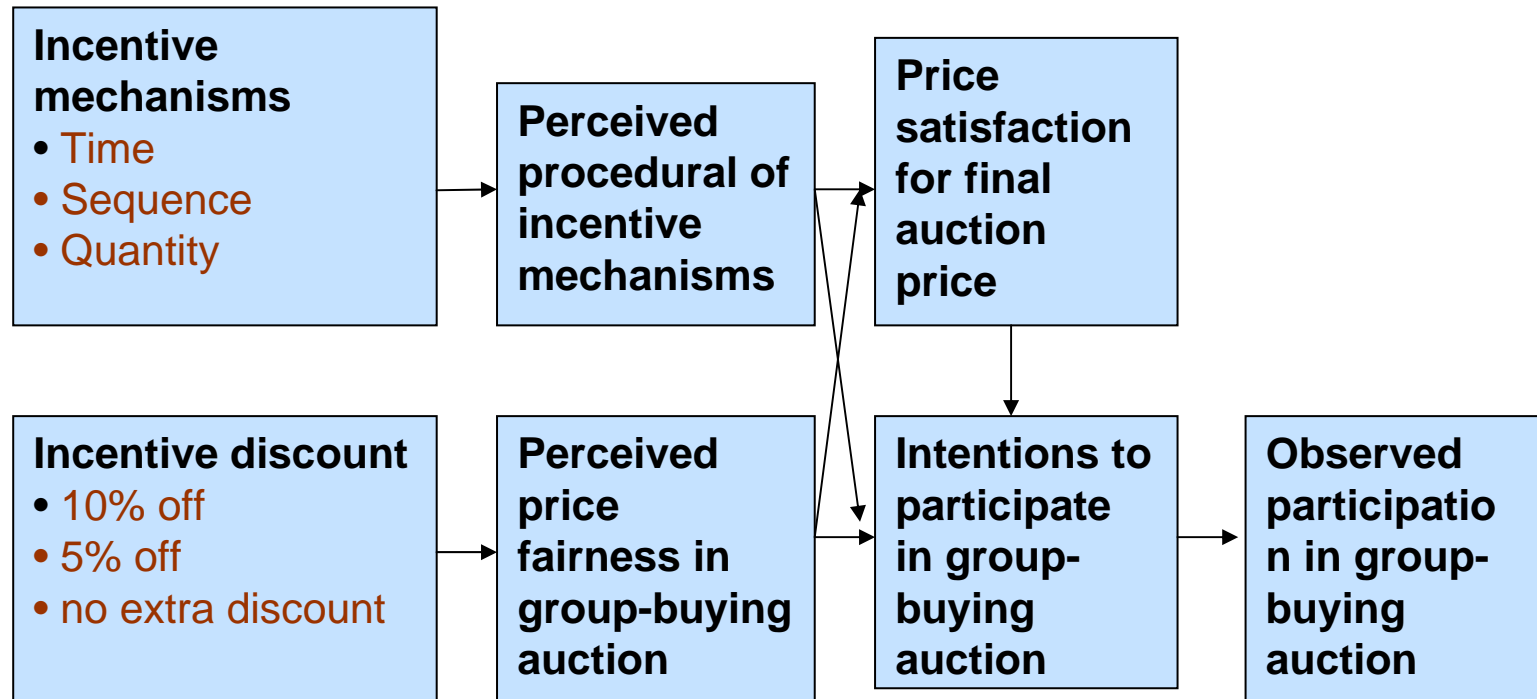 Incentive
mechanisms
• Time
• Sequence
• Quantity
Perceived
procedural of
incentive
mechanisms
Price
satisfaction
for final
auction
price
Incentive discount
• 10% off
• 5% off
• no extra discount
Perceived
price
fairness in
group-buying
auction
Intentions to
participate
in group-
buying
auction
Observed
participatio
n in group-
buying
auction